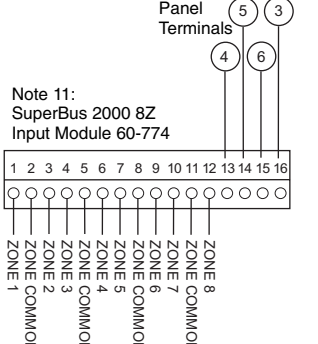 Panel
Terminals
5 3
4 6
Note 11:
SuperBus 2000 8Z
Input Module 60-774
1 2 3 4 5 6 7 8 9 10 11 12 13 14 15 16
ZONE 1
ZONE COMMON
ZONE 2
ZONE 3
ZONE COMMON
ZONE 4
ZONE 5
ZONE COMMON
ZONE 6
ZONE 7
ZONE COMMON
ZONE 8